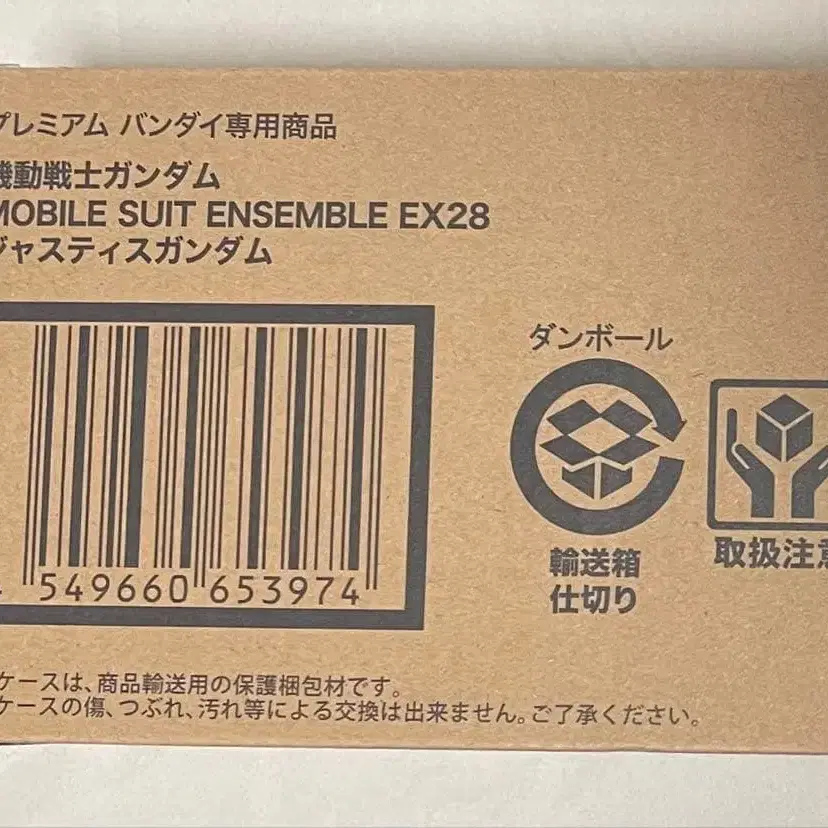 プレミアム バンダイ専用商品
機動戦士ガンダム
MOBILE SUIT ENSEMBLE EX28
ジャスティスガンダム
ダンボール
輸送箱
仕切り
取扱注意
549660 653974
ケースは、商品輸送用の保護梱包材です。
ケースの傷、つぶれ、汚れ等による交換は出来ません。ご了承ください。